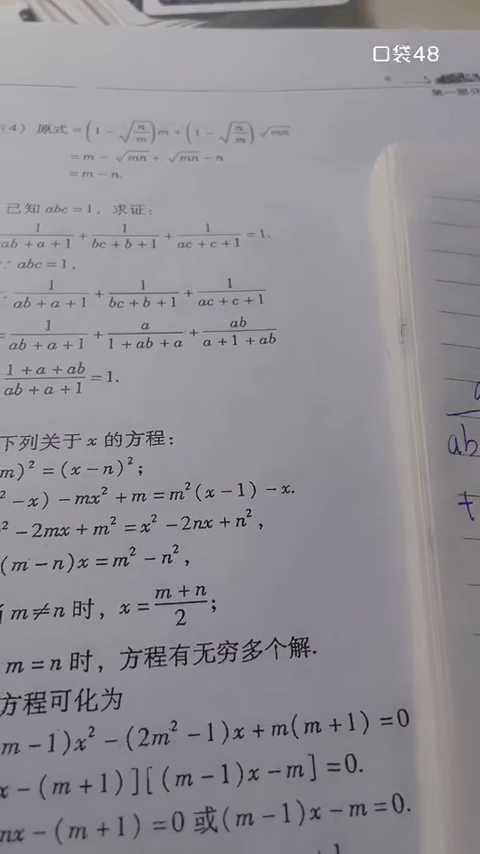 口袋48
第一部分
(4) 原式=(1-√(n/m))m+(1-√(n/m))√mn
=m-√mn+√mn-n
=m-n.
已知 abc=1, 求证:
1/(ab+a+1)+1/(bc+b+1)+1/(ac+c+1)=1.
∵ abc=1,
1/(ab+a+1)+1/(bc+b+1)+1/(ac+c+1)
=1/(ab+a+1)+a/(1+ab+a)+ab/(a+1+ab)
(1+a+ab)/(ab+a+1)=1.
下列关于 x 的方程:
m)²=(x-n)²;
²-x)-mx²+m=m²(x-1)-x.
²-2mx+m²=x²-2nx+n²,
(m-n)x=m²-n²,
m≠n 时, x=(m+n)/2;
m=n 时, 方程有无穷多个解.
方程可化为
m-1)x²-(2m²-1)x+m(m+1)=0
x-(m+1)][(m-1)x-m]=0.
mx-(m+1)=0 或(m-1)x-m=0.
ab
+